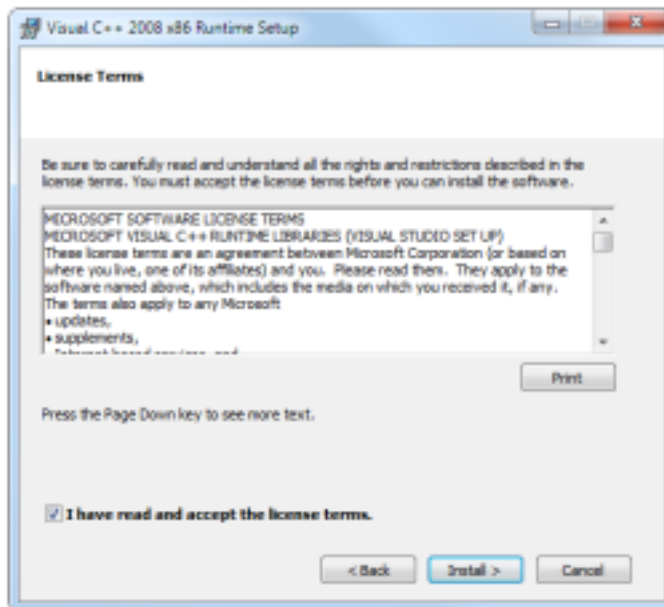 Visual C++ 2008 x86 Runtime Setup
License Terms
Be sure to carefully read and understand all the rights and restrictions described in the
license terms. You must accept the license terms before you can install the software.
MICROSOFT SOFTWARE LICENSE TERMS
MICROSOFT VISUAL C++ RUNTIME LIBRARIES (VISUAL STUDIO SET UP)
These license terms are an agreement between Microsoft Corporation (or based on
where you live, one of its affiliates) and you. Please read them. They apply to the
software named above, which includes the media on which you received it, if any.
The terms also apply to any Microsoft
• updates,
• supplements,
Print
Press the Page Down key to see more text.
I have read and accept the license terms.
< Back
Install >
Cancel